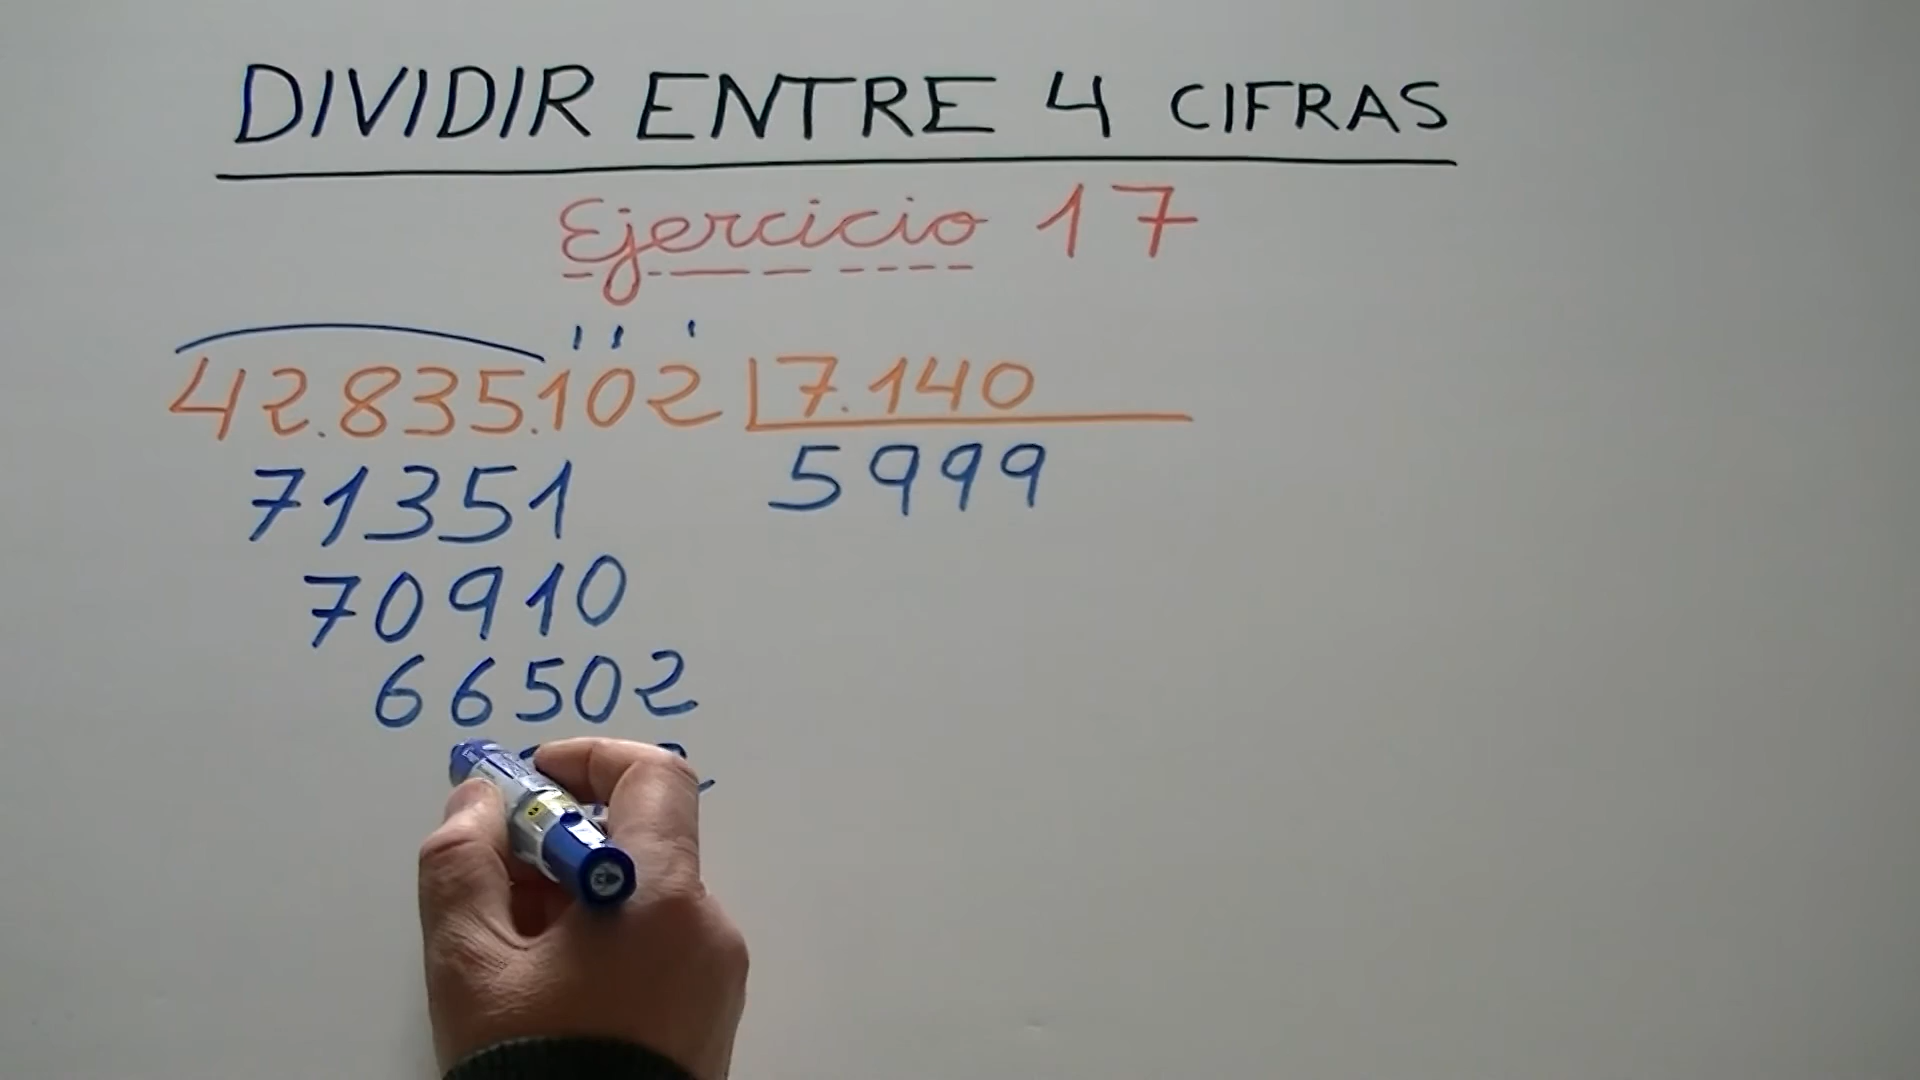 DIVIDIR ENTRE 4 CIFRAS
Ejercicio 17
42.835.102 7.140
71351 5999
70910
66502